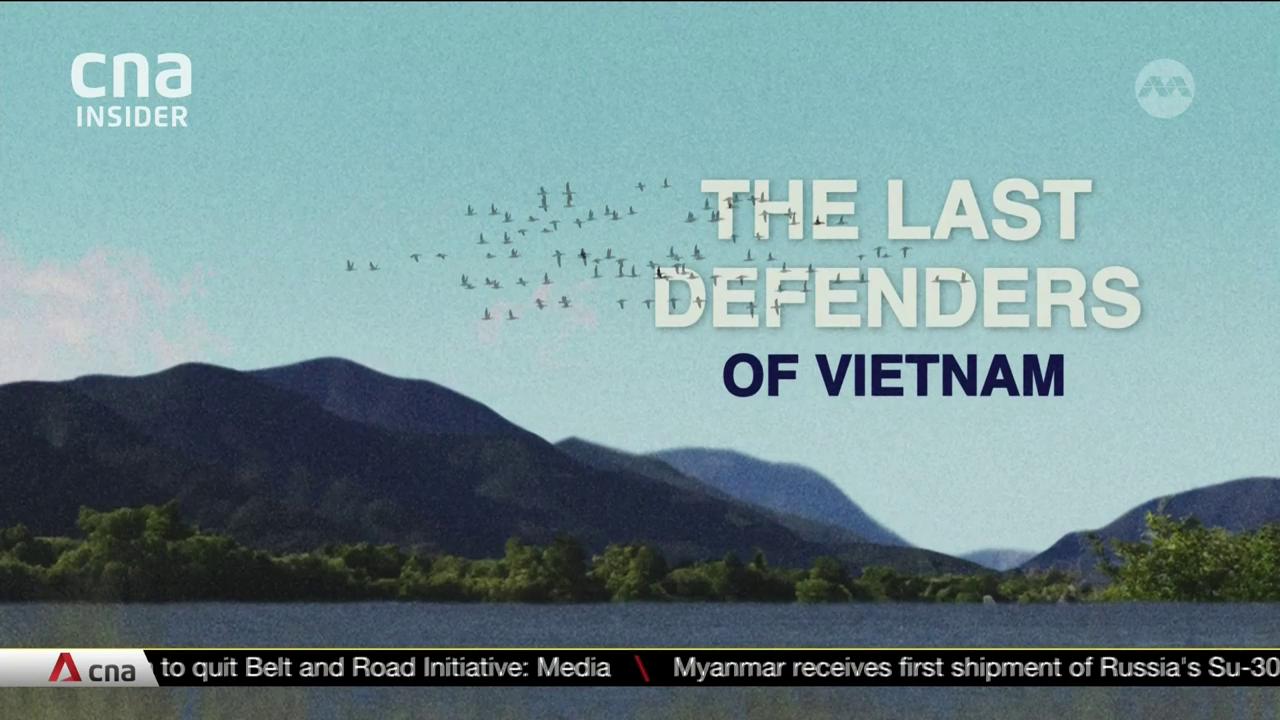 cna
INSIDER
THE LAST
DEFENDERS
OF VIETNAM
cna
to quit Belt and Road Initiative: Media \ Myanmar receives first shipment of Russia's Su-30